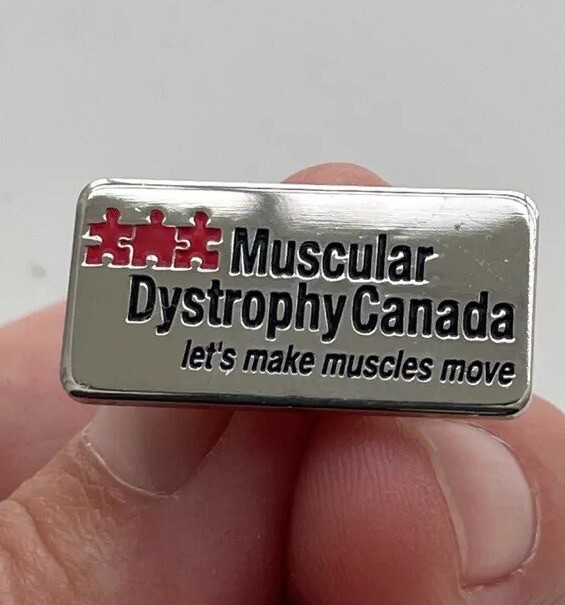 Muscular
Dystrophy Canada
let's make muscles move